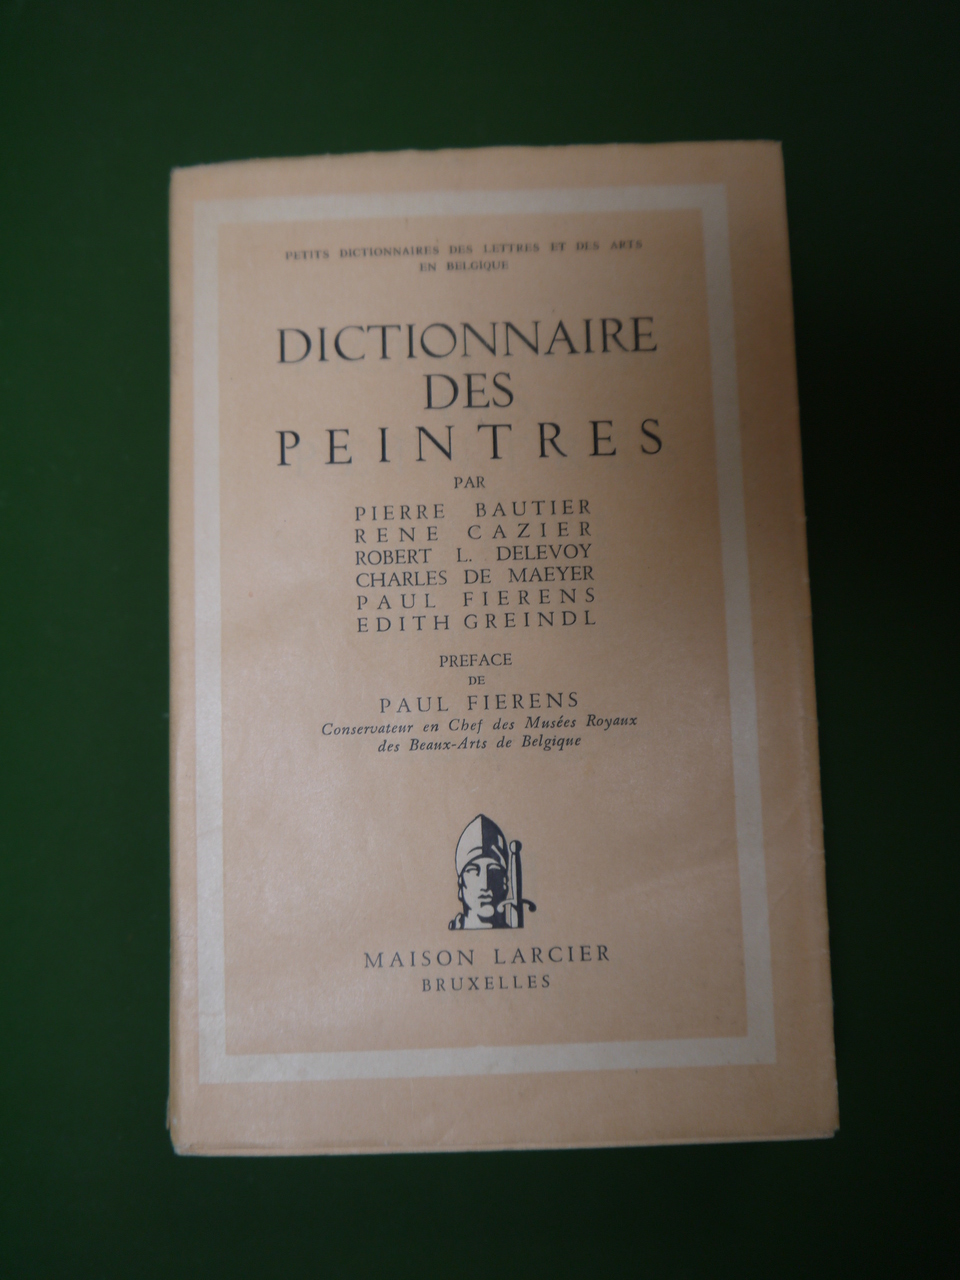 PETITS DICTIONNAIRES DES LETTRES ET DES ARTS
EN BELGIQUE
DICTIONNAIRE
DES
PEINTRES
PAR
PIERRE BAUTIER
RENE CAZIER
ROBERT L. DELEVOY
CHARLES DE MAEYER
PAUL FIERENS
EDITH GREINDL
PREFACE
DE
PAUL FIERENS
Conservateur en Chef des Musées Royaux
des Beaux-Arts de Belgique
MAISON LARCIER
BRUXELLES